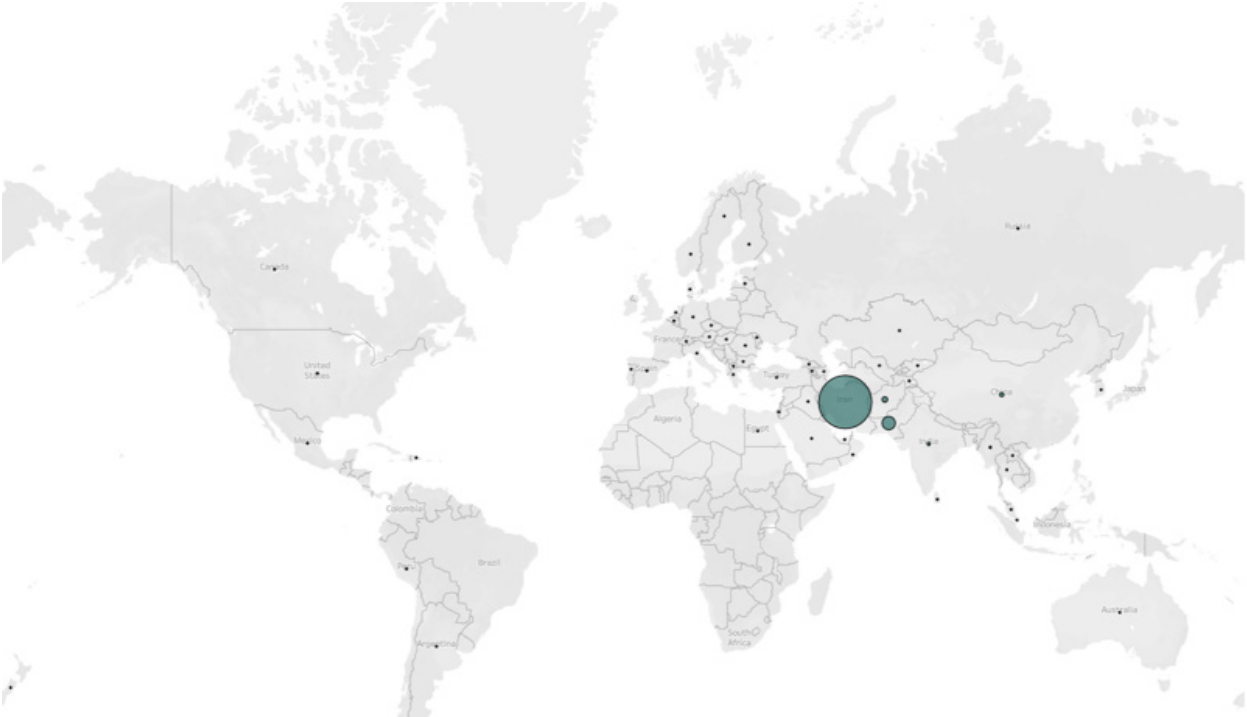 Russia
Canada
France
United
States
Iran
China
Japan
Algeria
Egypt
Mexico
India
Colombia
Indonesia
Brazil
Peru
Australia
South
Africa
Argentina